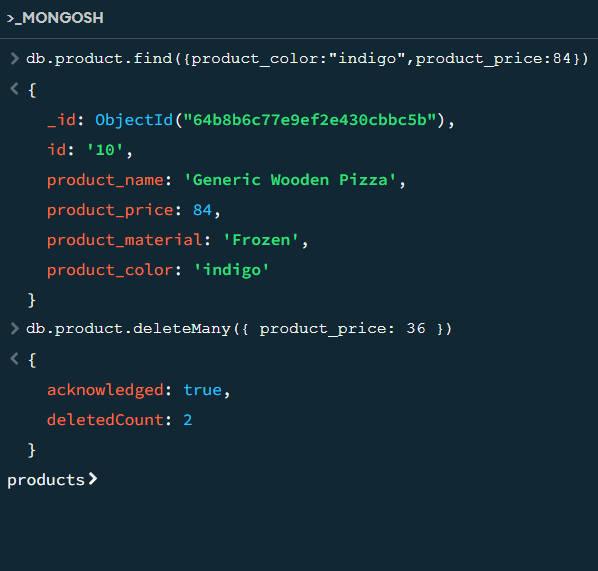 >_MONGOSH
> db.product.find({product_color:"indigo",product_price:84})
< {
_id: ObjectId("64b8b6c77e9ef2e430cbbc5b"),
id: '10',
product_name: 'Generic Wooden Pizza',
product_price: 84,
product_material: 'Frozen',
product_color: 'indigo'
}
> db.product.deleteMany({ product_price: 36 })
< {
acknowledged: true,
deletedCount: 2
}
products>